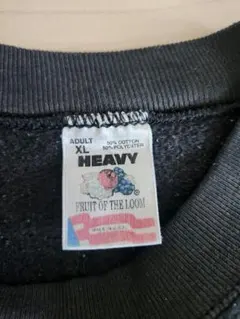 ADULT
XL
50% COTTON
50% POLYESTER
HEAVY
FRUIT OF THE LOOM